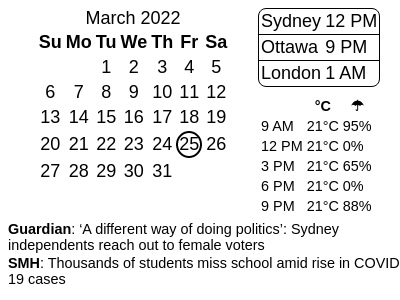 March 2022
Su Mo Tu We Th Fr Sa
1 2 3 4 5
6 7 8 9 10 11 12
13 14 15 16 17 18 19
20 21 22 23 24 25 26
27 28 29 30 31
Sydney 12 PM
Ottawa 9 PM
London 1 AM
°C ☂
9 AM 21°C 95%
12 PM 21°C 0%
3 PM 21°C 65%
6 PM 21°C 0%
9 PM 21°C 88%
Guardian: ‘A different way of doing politics’: Sydney
independents reach out to female voters
SMH: Thousands of students miss school amid rise in COVID
19 cases